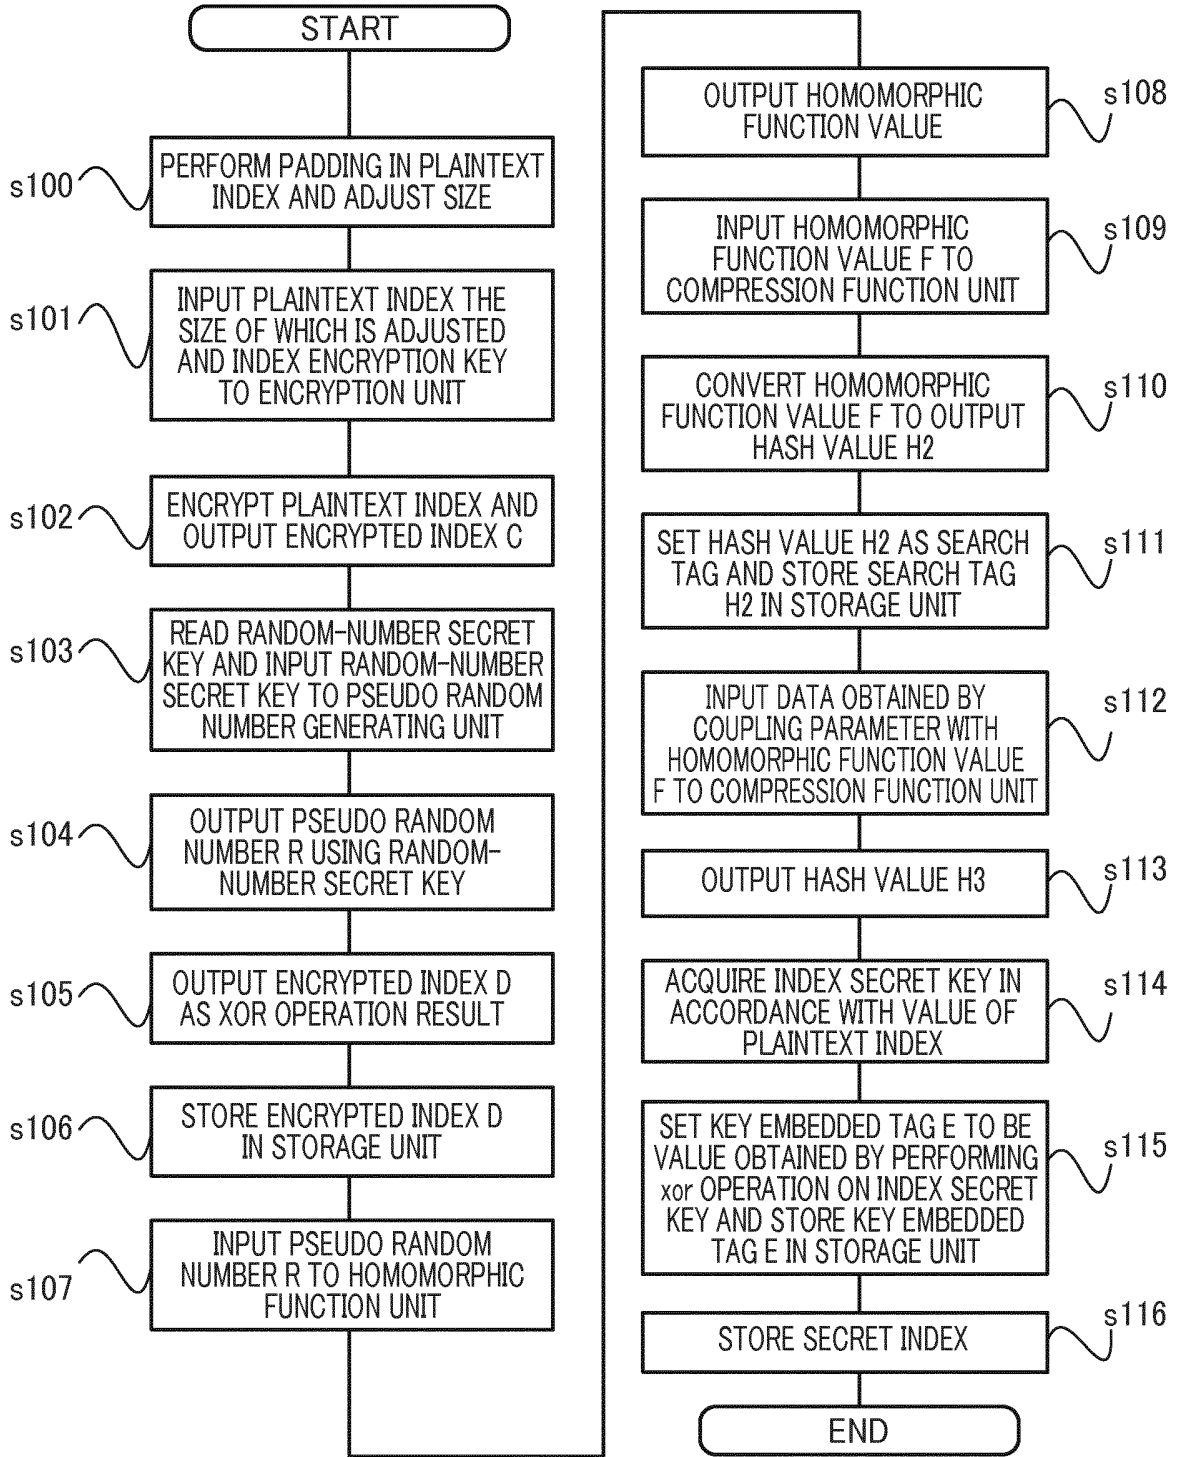 START
s100
PERFORM PADDING IN PLAINTEXT
INDEX AND ADJUST SIZE
s101
INPUT PLAINTEXT INDEX THE
SIZE OF WHICH IS ADJUSTED
AND INDEX ENCRYPTION KEY
TO ENCRYPTION UNIT
s102
ENCRYPT PLAINTEXT INDEX AND
OUTPUT ENCRYPTED INDEX C
s103
READ RANDOM-NUMBER SECRET
KEY AND INPUT RANDOM-NUMBER
SECRET KEY TO PSEUDO RANDOM
NUMBER GENERATING UNIT
s104
OUTPUT PSEUDO RANDOM
NUMBER R USING RANDOM-
NUMBER SECRET KEY
s105
OUTPUT ENCRYPTED INDEX D
AS XOR OPERATION RESULT
s106
STORE ENCRYPTED INDEX D
IN STORAGE UNIT
s107
INPUT PSEUDO RANDOM
NUMBER R TO HOMOMORPHIC
FUNCTION UNIT
s108
OUTPUT HOMOMORPHIC
FUNCTION VALUE
s109
INPUT HOMOMORPHIC
FUNCTION VALUE F TO
COMPRESSION FUNCTION UNIT
s110
CONVERT HOMOMORPHIC
FUNCTION VALUE F TO OUTPUT
HASH VALUE H2
s111
SET HASH VALUE H2 AS SEARCH
TAG AND STORE SEARCH TAG
H2 IN STORAGE UNIT
s112
INPUT DATA OBTAINED BY
COUPLING PARAMETER WITH
HOMOMORPHIC FUNCTION VALUE
F TO COMPRESSION FUNCTION UNIT
s113
OUTPUT HASH VALUE H3
s114
ACQUIRE INDEX SECRET KEY IN
ACCORDANCE WITH VALUE OF
PLAINTEXT INDEX
s115
SET KEY EMBEDDED TAG E TO BE
VALUE OBTAINED BY PERFORMING
xor OPERATION ON INDEX SECRET
KEY AND STORE KEY EMBEDDED
TAG E IN STORAGE UNIT
s116
STORE SECRET INDEX
END